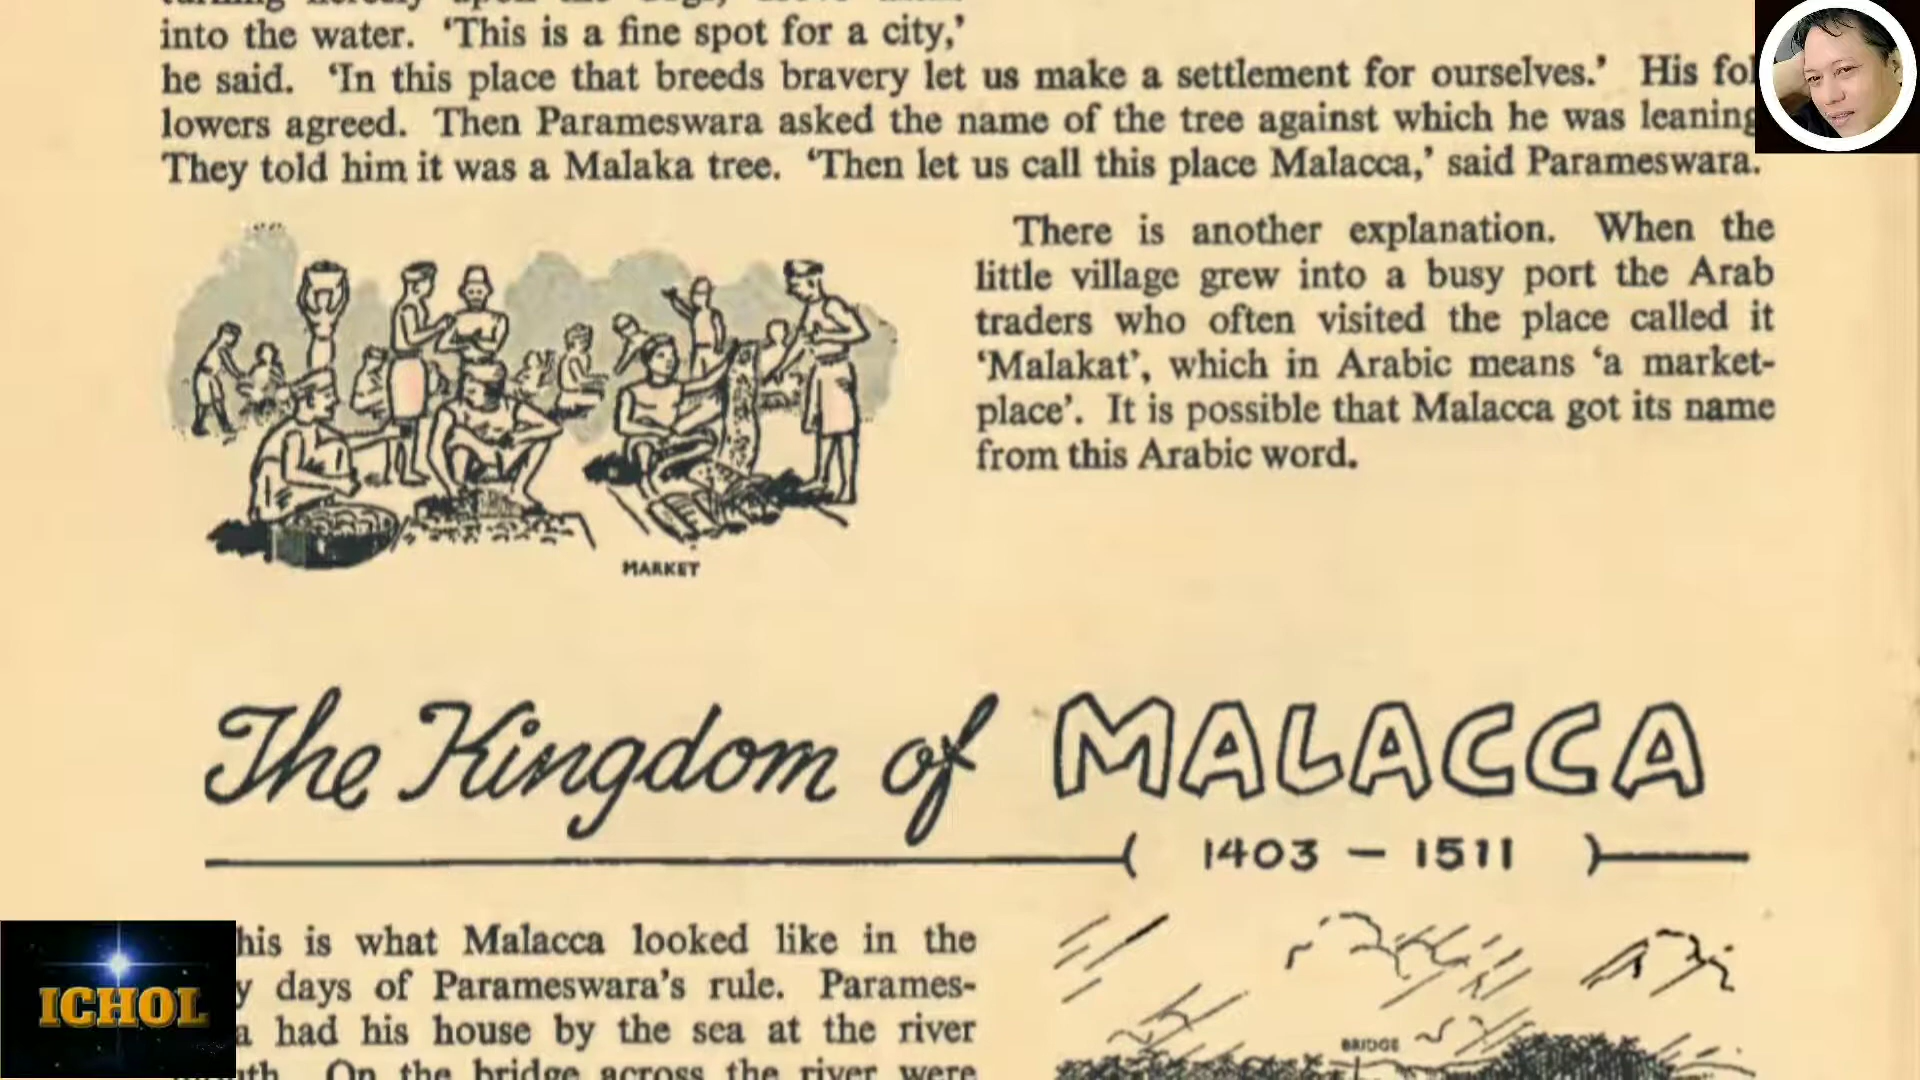 into the water. ‘This is a fine spot for a city,’
he said. ‘In this place that breeds bravery let us make a settlement for ourselves.’ His fol
lowers agreed. Then Parameswara asked the name of the tree against which he was leaning
They told him it was a Malaka tree. ‘Then let us call this place Malacca,’ said Parameswara.
There is another explanation. When the
little village grew into a busy port the Arab
traders who often visited the place called it
‘Malakat’, which in Arabic means ‘a market-
place’. It is possible that Malacca got its name
from this Arabic word.
MARKET
The Kingdom of MALACCA
( 1403 – 1511 )
his is what Malacca looked like in the
y days of Parameswara’s rule. Parames-
a had his house by the sea at the river
On the bridge across the river were
BRIDGE
ICHOL